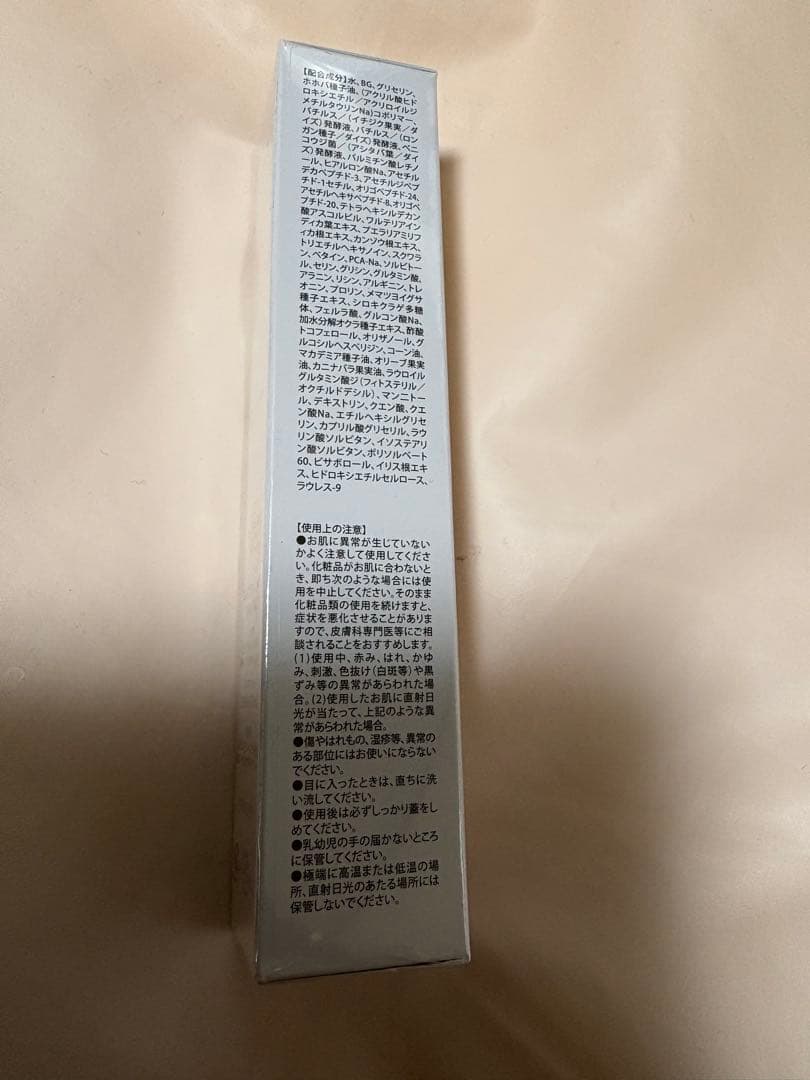 【配合成分】水、BG、グリセリン、
ホホバ種子油、(アクリル酸ヒド
ロキシエチル/アクリロイルジ
メチルタウリンNa)コポリマー、
バチルス/(イチジク果実/ダ
イズ)発酵液、バチルス/(ロン
ガン種子/ダイズ)発酵液、ベニ
コウジ菌/(アシタバ葉/ダイ
ズ)発酵液、パルミチン酸レチノ
ール、ヒアルロン酸Na、アセチル
デカペプチド-3、アセチルジペプ
チド-1セチル、オリゴペプチド-24、
アセチルヘキサペプチド-8、オリゴペ
プチド-20、テトラヘキシルデカン
酸アスコルビル、ワルテリアイン
ディカ葉エキス、プエラリアミリフ
ィカ根エキス、カンゾウ根エキス、
トリエチルヘキサノイン、スクワラ
ン、ベタイン、PCA-Na、ソルビトー
ル、セリン、グリシン、グルタミン酸、
アラニン、リシン、アルギニン、トレ
オニン、プロリン、メマツヨイグサ
種子エキス、シロキクラゲ多糖
体、フェルラ酸、グルコン酸Na、
加水分解オクラ種子エキス、酢酸
トコフェロール、オリザノール、グ
ルコシルヘスペリジン、コーン油、
マカデミア種子油、オリーブ果実
油、カニナバラ果実油、ラウロイル
グルタミン酸ジ(フィトステリル/
オクチルドデシル)、マンニトー
ル、デキストリン、クエン酸、クエ
ン酸Na、エチルヘキシルグリセ
リン、カプリル酸グリセリル、ラウ
リン酸ソルビタン、イソステアリ
ン酸ソルビタン、ポリソルベート
60、ビサボロール、イリス根エキ
ス、ヒドロキシエチルセルロース、
ラウレス-9
【使用上の注意】
●お肌に異常が生じていない
かよく注意して使用してくださ
い。化粧品がお肌に合わないと
き、即ち次のような場合には使
用を中止してください。そのまま
化粧品類の使用を続けますと、
症状を悪化させることがありま
すので、皮膚科専門医等にご相
談されることをおすすめします。
(1)使用中、赤み、はれ、かゆ
み、刺激、色抜け(白斑等)や黒
ずみ等の異常があらわれた場
合。(2)使用したお肌に直射日
光が当たって、上記のような異
常があらわれた場合。
●傷やはれもの、湿疹等、異常の
ある部位にはお使いにならない
でください。
●目に入ったときは、直ちに洗
い流してください。
●使用後は必ずしっかり蓋をし
めてください。
●乳幼児の手の届かないところ
に保管してください。
●極端に高温または低温の場
所、直射日光のあたる場所には
保管しないでください。